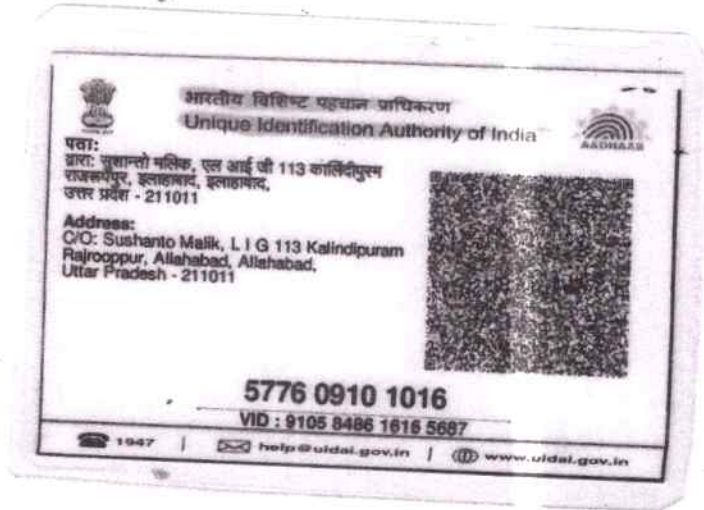 भारतीय विशिष्ट पहचान प्राधिकरण
Unique Identification Authority of India
AADHAAR
पता:
द्वारा: सुशान्तो मलिक, एल आई जी 113 कालिंदीपुरम
राजरूपपुर, इलाहाबाद, इलाहाबाद,
उत्तर प्रदेश - 211011
Address:
C/O: Sushanto Malik, L I G 113 Kalindipuram
Rajrooppur, Allahabad, Allahabad,
Uttar Pradesh - 211011
5776 0910 1016
VID : 9105 8486 1616 5687
1947 | help@uidai.gov.in | www.uidai.gov.in